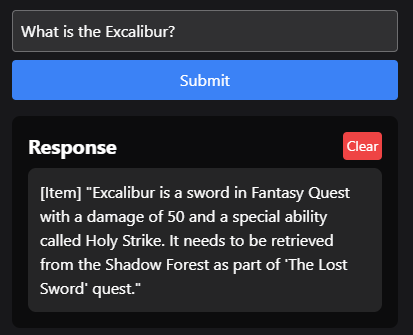 What is the Excalibur?
Submit
Response
Clear
[Item] "Excalibur is a sword in Fantasy Quest
with a damage of 50 and a special ability
called Holy Strike. It needs to be retrieved
from the Shadow Forest as part of 'The Lost
Sword' quest."